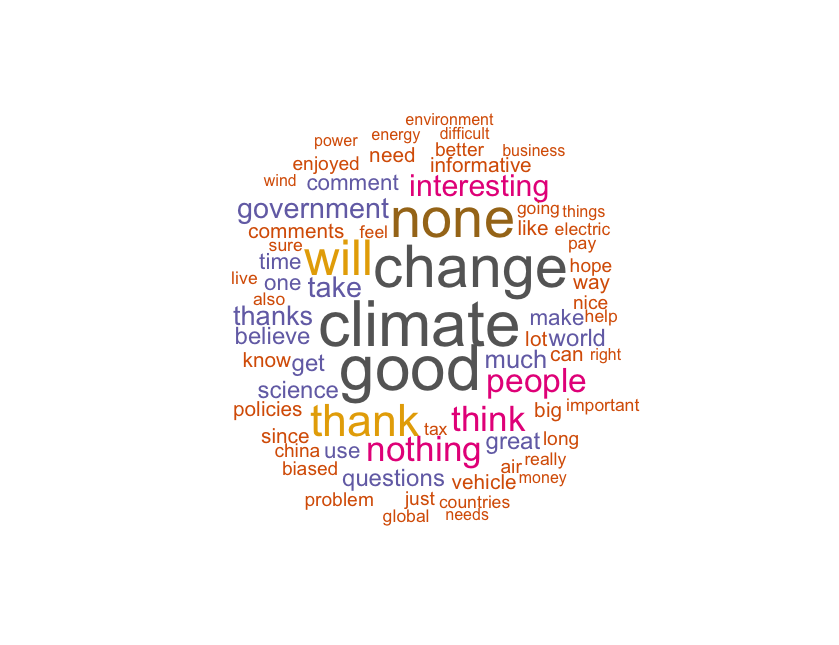 environment
power energy difficult
enjoyed need better business
informative
wind comment interesting
government none going things
comments feel like electric
sure will change pay
time hope
live one take way
also nice
thanks climate make help
believe lot world
know get good much can right
science people
policies thank think big important
since tax
china use nothing great long
biased air really
questions vehicle money
problem just countries
global needs